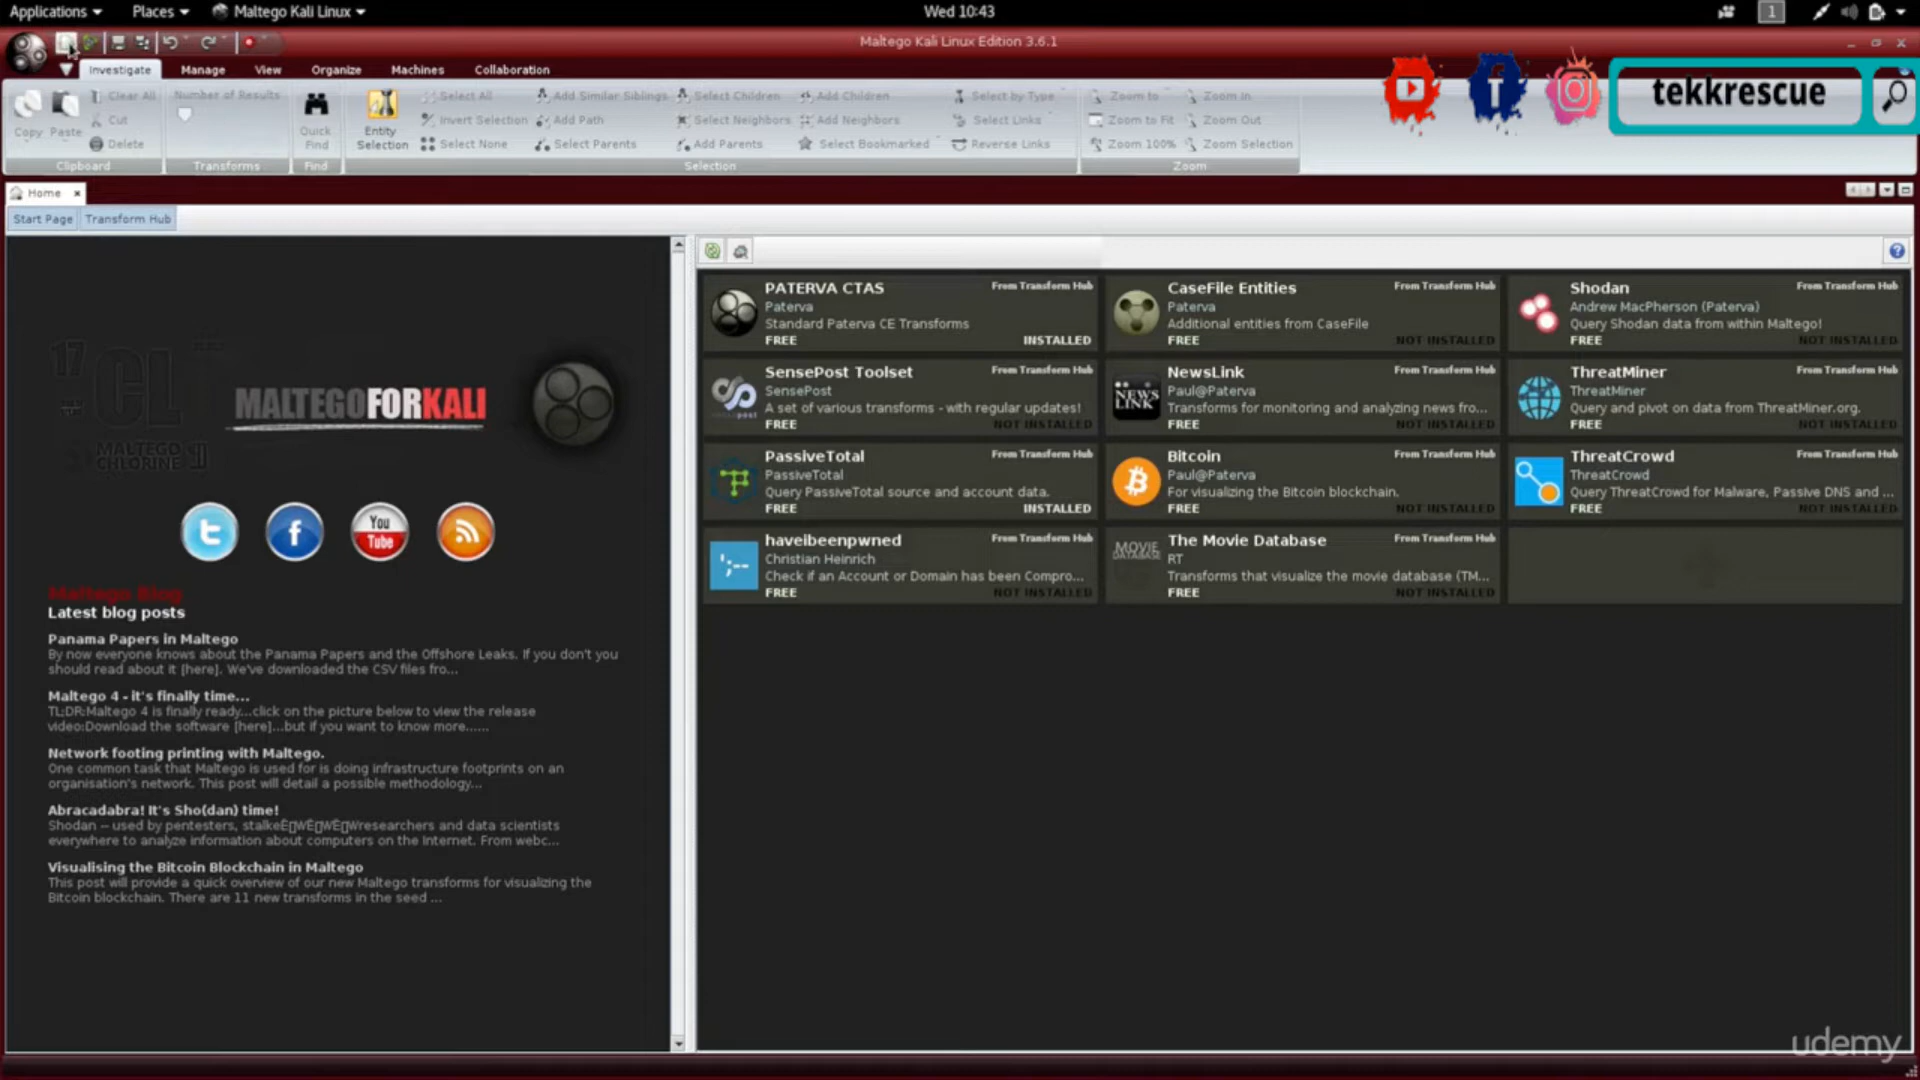 Applications Places Maltego Kali Linux Wed 10:43 1
Maltego Kali Linux Edition 3.6.1
Investigate Manage View Organize Machines Collaboration
tekkrescue
Clear All Number of Results Select All Add Similar Siblings Select Children Add Children Select by Type Zoom to Zoom In
Copy Paste Cut Quick Find Entity Selection Invert Selection Add Path Select Neighbors Add Neighbors Select Links Zoom to Fit Zoom Out
Delete Select None Select Parents Add Parents Select Bookmarked Reverse Links Zoom 100% Zoom Selection
Clipboard Transforms Find Selection Zoom
Home
Start Page Transform Hub
17
CL
MALTEGO
CHLORINE
MALTEGOFORKALI
You
Tube
Maltego Blog
Latest blog posts
Panama Papers in Maltego
By now everyone knows about the Panama Papers and the Offshore Leaks. If you don't you
should read about it [here]. We've downloaded the CSV files fro...
Maltego 4 - it's finally time...
TL;DR:Maltego 4 is finally ready...click on the picture below to view the release
video:Download the software [here]...but if you want to know more......
Network footing printing with Maltego.
One common task that Maltego is used for is doing infrastructure footprints on an
organisation's network. This post will detail a possible methodology...
Abracadabra! It's Sho(dan) time!
Shodan -- used by pentesters, researchers and data scientists
everywhere to analyze information about computers on the Internet. From webc...
Visualising the Bitcoin Blockchain in Maltego
This post will provide a quick overview of our new Maltego transforms for visualizing the
Bitcoin blockchain. There are 11 new transforms in the seed ...
PATERVA CTAS From Transform Hub
Paterva
Standard Paterva CE Transforms
FREE INSTALLED
CaseFile Entities From Transform Hub
Paterva
Additional entities from CaseFile
FREE NOT INSTALLED
Shodan From Transform Hub
Andrew MacPherson (Paterva)
Query Shodan data from within Maltego!
FREE NOT INSTALLED
SensePost Toolset From Transform Hub
SensePost
A set of various transforms - with regular updates!
FREE NOT INSTALLED
NEWS
LINK
NewsLink From Transform Hub
Paul@Paterva
Transforms for monitoring and analyzing news fro...
FREE NOT INSTALLED
ThreatMiner From Transform Hub
ThreatMiner
Query and pivot on data from ThreatMiner.org.
FREE NOT INSTALLED
PassiveTotal From Transform Hub
PassiveTotal
Query PassiveTotal source and account data.
FREE INSTALLED
Bitcoin From Transform Hub
Paul@Paterva
For visualizing the Bitcoin blockchain.
FREE NOT INSTALLED
ThreatCrowd From Transform Hub
ThreatCrowd
Query ThreatCrowd for Malware, Passive DNS and ...
FREE NOT INSTALLED
haveibeenpwned From Transform Hub
Christian Heinrich
Check if an Account or Domain has been Compro...
FREE NOT INSTALLED
MOVIE
DATABASE
The Movie Database From Transform Hub
RT
Transforms that visualize the movie database (TM...
FREE NOT INSTALLED
udemy